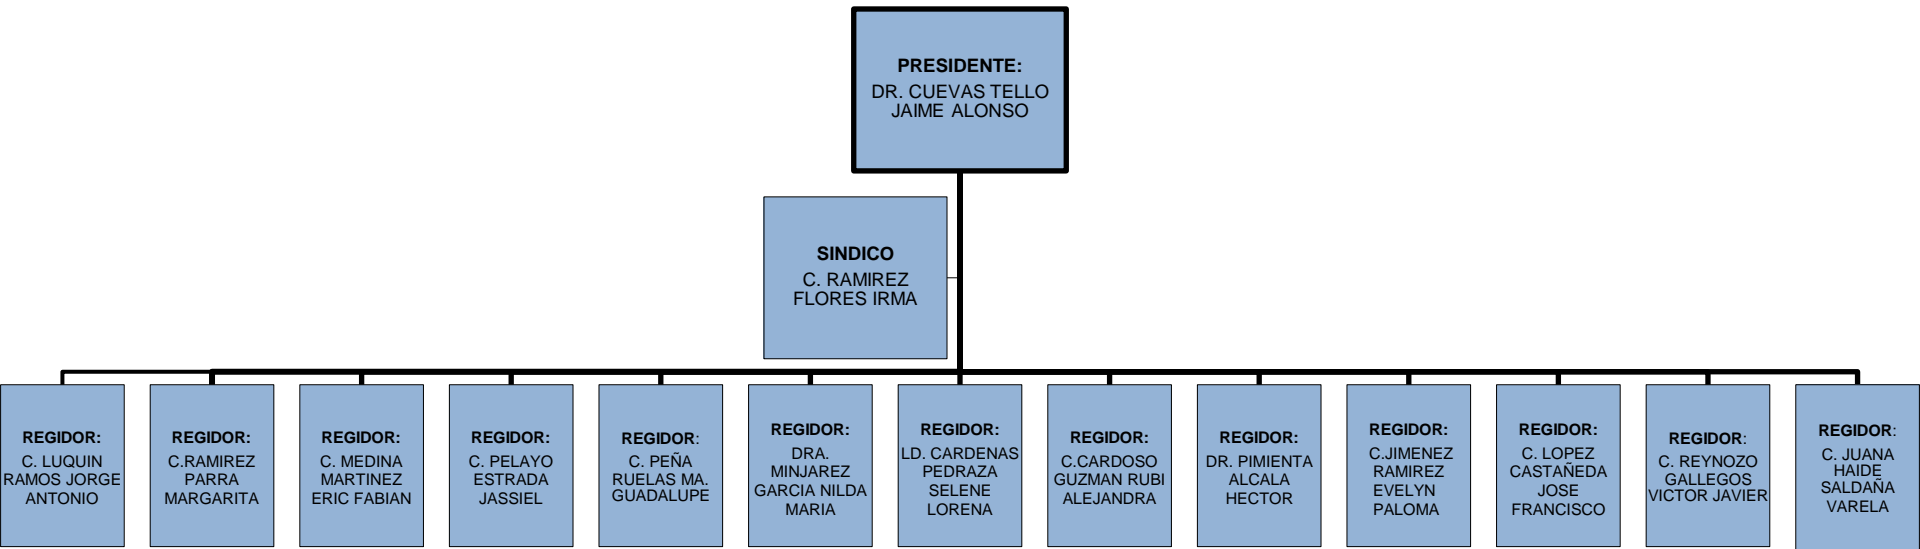 PRESIDENTE:
DR. CUEVAS TELLO
JAIME ALONSO
SINDICO
C. RAMIREZ
FLORES IRMA
REGIDOR:
C. LUQUIN
RAMOS JORGE
ANTONIO
REGIDOR:
C.RAMIREZ
PARRA
MARGARITA
REGIDOR:
C. MEDINA
MARTINEZ
ERIC FABIAN
REGIDOR:
C. PELAYO
ESTRADA
JASSIEL
REGIDOR:
C. PEÑA
RUELAS MA.
GUADALUPE
REGIDOR:
DRA.
MINJAREZ
GARCIA NILDA
MARIA
REGIDOR:
LD. CARDENAS
PEDRAZA
SELENE
LORENA
REGIDOR:
C.CARDOSO
GUZMAN RUBI
ALEJANDRA
REGIDOR:
DR. PIMIENTA
ALCALA
HECTOR
REGIDOR:
C.JIMENEZ
RAMIREZ
EVELYN
PALOMA
REGIDOR:
C. LOPEZ
CASTAÑEDA
JOSE
FRANCISCO
REGIDOR:
C. REYNOZO
GALLEGOS
VICTOR JAVIER
REGIDOR:
C. JUANA
HAIDE
SALDAÑA
VARELA